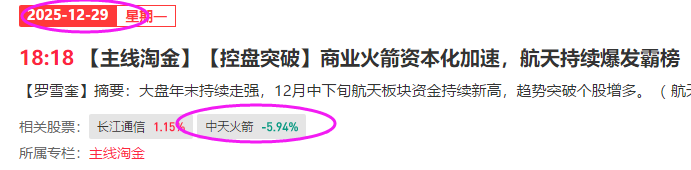 2025-12-29 星期一
18:18 【主线淘金】【控盘突破】商业火箭资本化加速，航天持续爆发霸榜
【罗雪奎】摘要：大盘年末持续走强，12月中下旬航天板块资金持续新高，趋势突破个股增多。（ 航天
相关股票： 长江通信 1.15% 中天火箭 -5.94%
所属专栏： 主线淘金